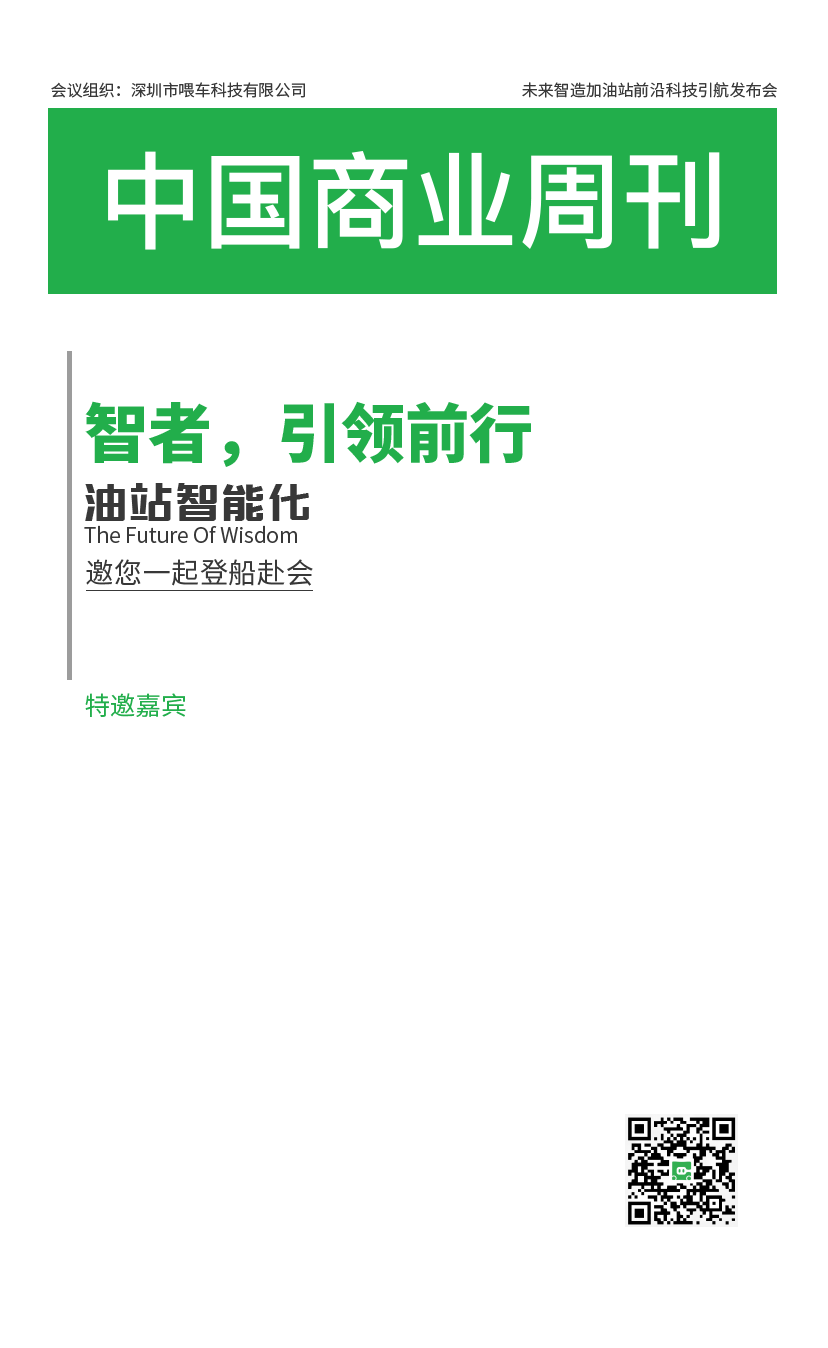 会议组织：深圳市喂车科技有限公司
未来智造加油站前沿科技引航发布会
中国商业周刊
智者，引领前行
油站智能化
The Future Of Wisdom
邀您一起登船赴会
特邀嘉宾